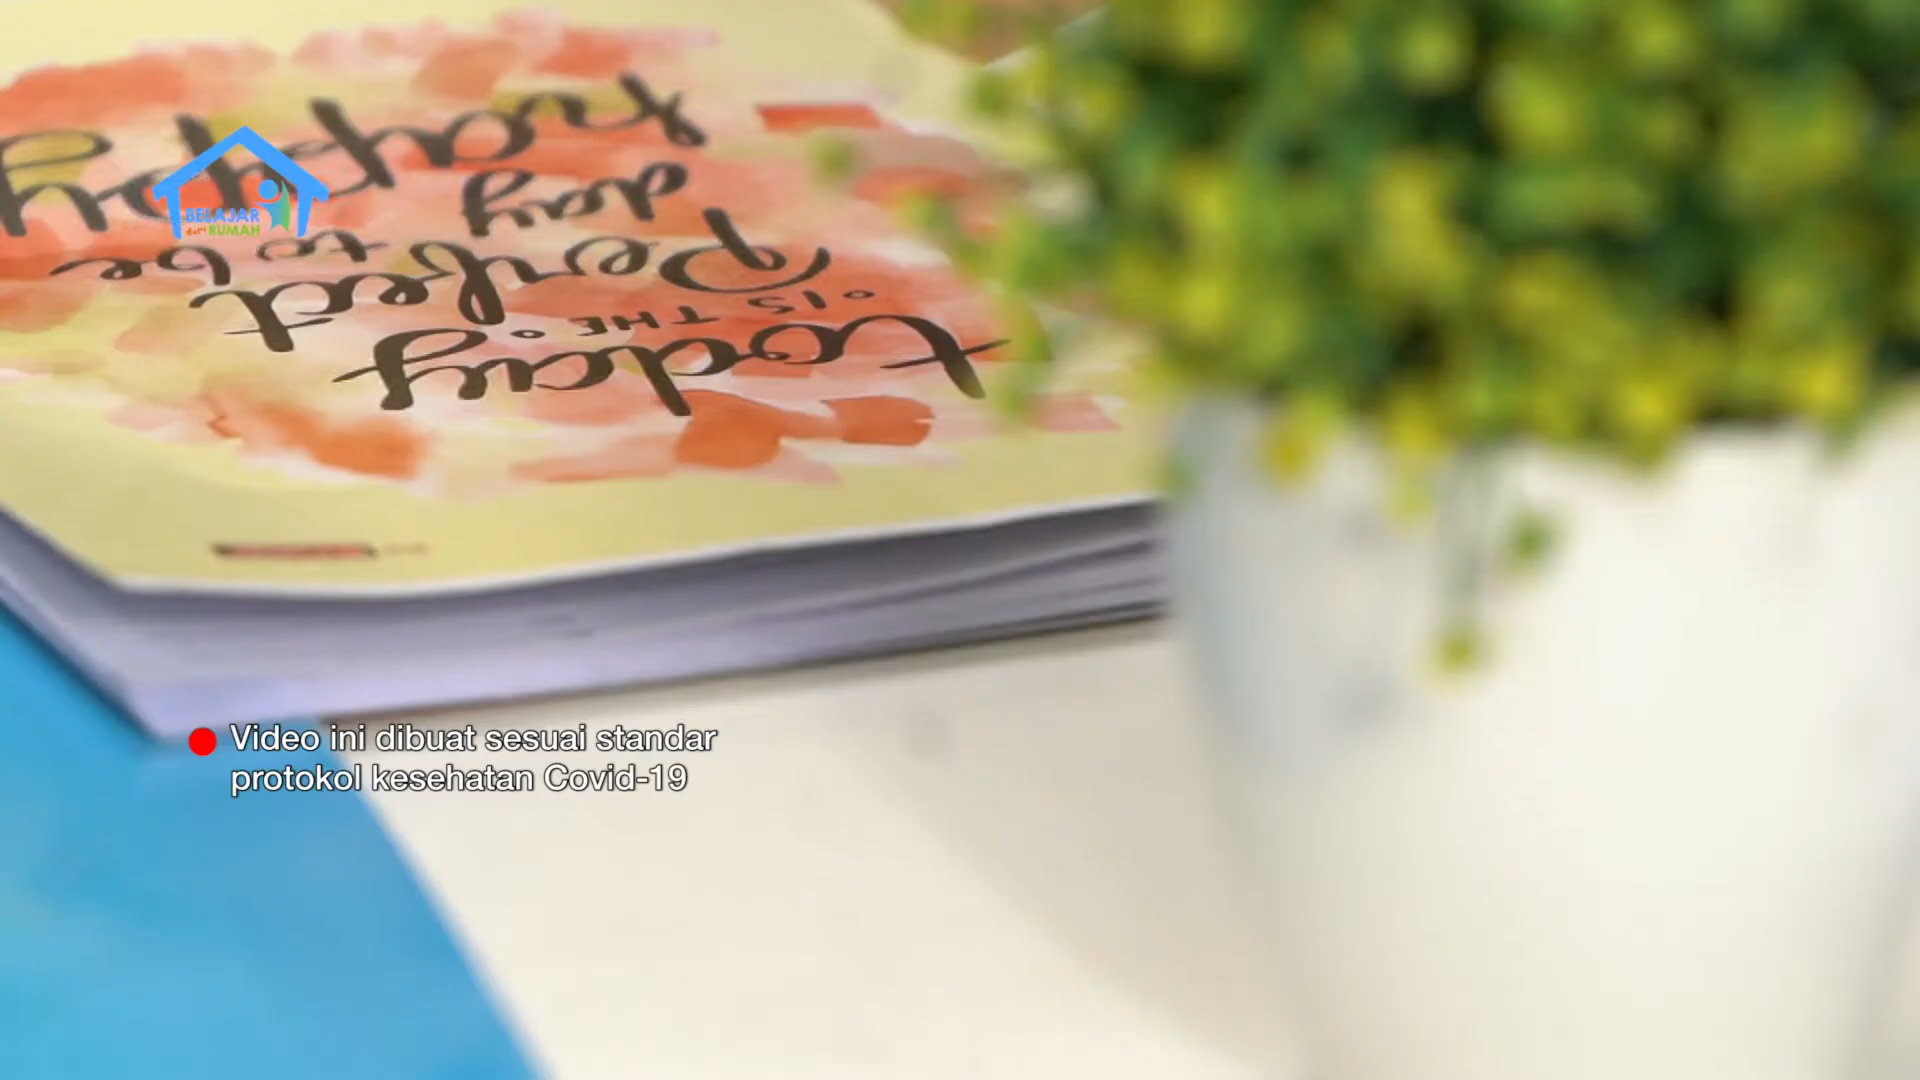 BELAJAR
dari RUMAH
today
IS THE
Perfect
day
to be
happy
Video ini dibuat sesuai standar
protokol kesehatan Covid-19